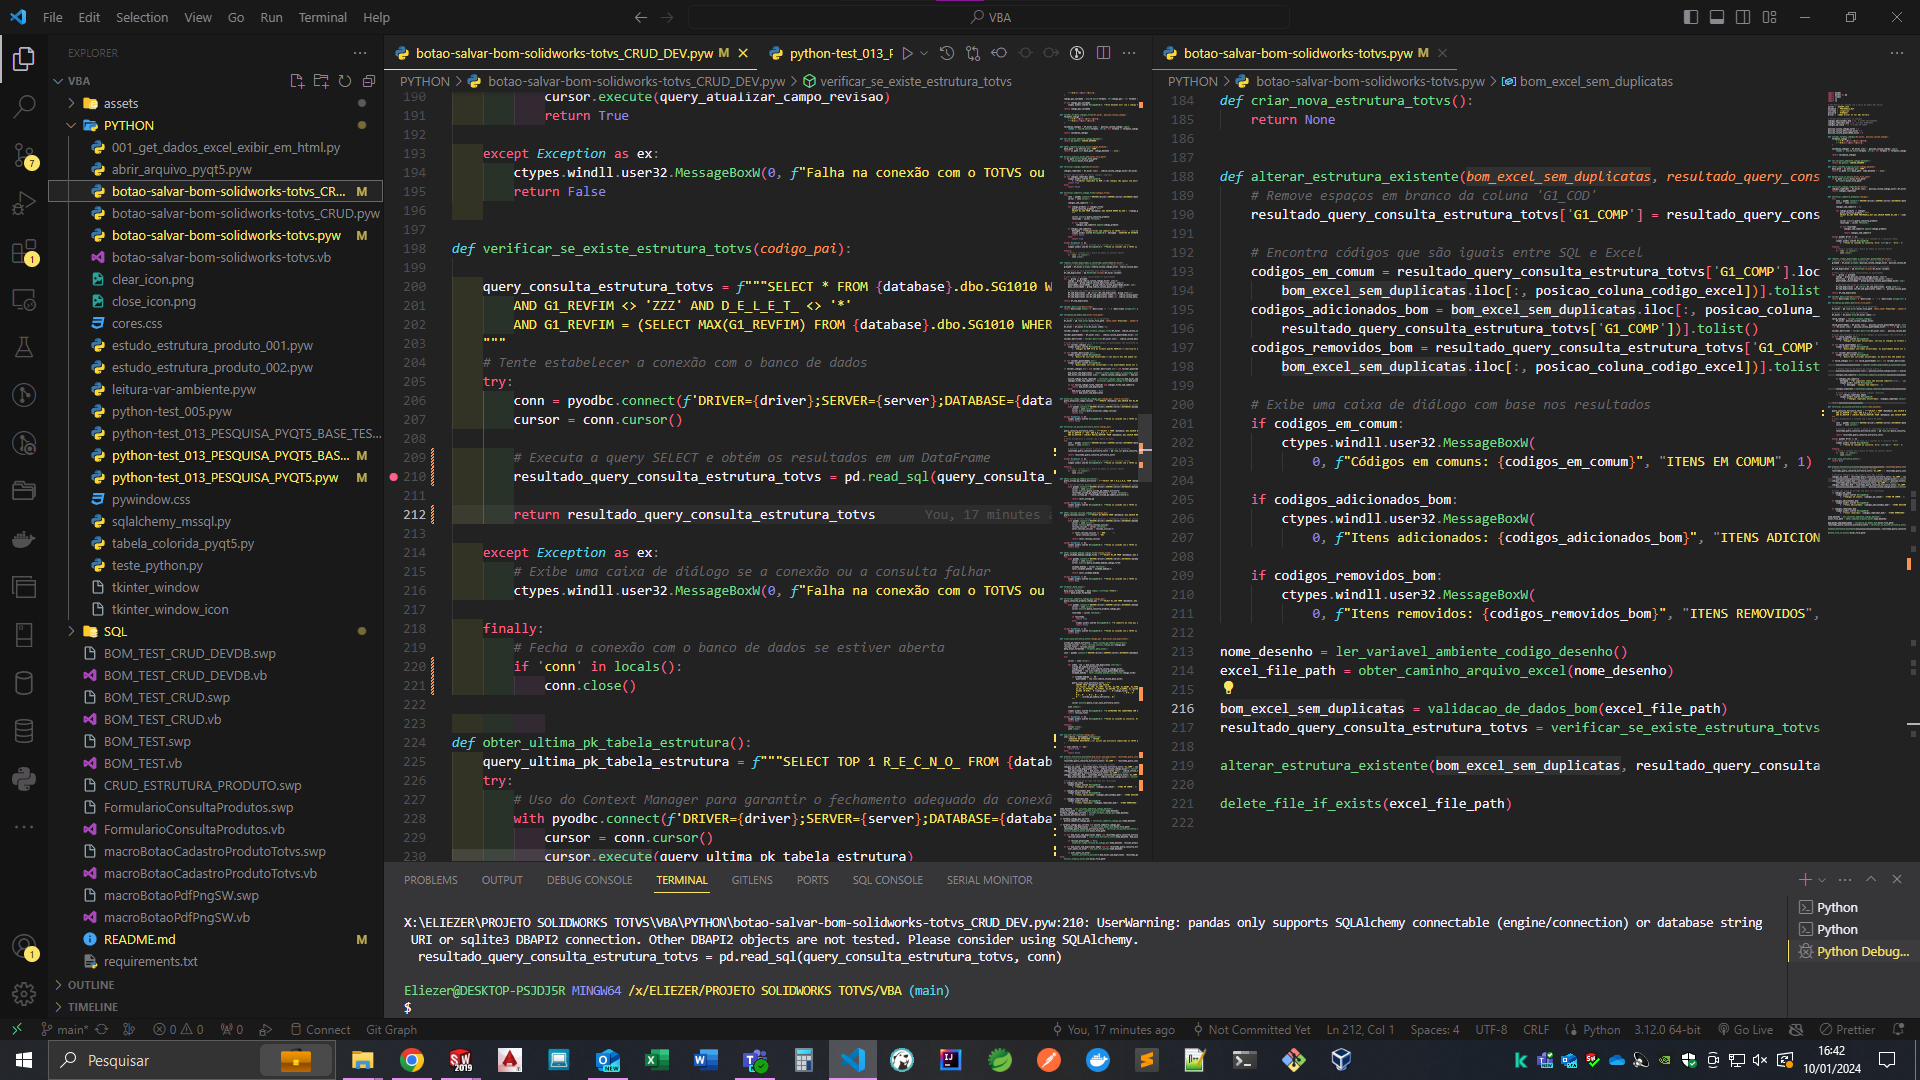 File Edit Selection View Go Run Terminal Help
VBA
EXPLORER
VBA
assets
PYTHON
001_get_dados_excel_exibir_em_html.py
abrir_arquivo_pyqt5.pyw
botao-salvar-bom-solidworks-totvs_CR... M
botao-salvar-bom-solidworks-totvs_CRUD.pyw
botao-salvar-bom-solidworks-totvs.pyw M
botao-salvar-bom-solidworks-totvs.vb
clear_icon.png
close_icon.png
cores.css
estudo_estrutura_produto_001.pyw
estudo_estrutura_produto_002.pyw
leitura-var-ambiente.pyw
python-test_005.pyw
python-test_013_PESQUISA_PYQT5_BASE_TES...
python-test_013_PESQUISA_PYQT5_BAS... M
python-test_013_PESQUISA_PYQT5.pyw M
pywindow.css
sqlalchemy_mssql.py
tabela_colorida_pyqt5.py
teste_python.py
tkinter_window
tkinter_window_icon
SQL
BOM_TEST_CRUD_DEVDB.swp
BOM_TEST_CRUD_DEVDB.vb
BOM_TEST_CRUD.swp
BOM_TEST_CRUD.vb
BOM_TEST.swp
BOM_TEST.vb
CRUD_ESTRUTURA_PRODUTO.swp
FormularioConsultaProdutos.swp
FormularioConsultaProdutos.vb
macroBotaoCadastroProdutoTotvs.swp
macroBotaoCadastroProdutoTotvs.vb
macroBotaoPdfPngSW.swp
macroBotaoPdfPngSW.vb
README.md M
requirements.txt
OUTLINE
TIMELINE
7
1
1
botao-salvar-bom-solidworks-totvs_CRUD_DEV.pyw M
python-test_013_F
PYTHON > botao-salvar-bom-solidworks-totvs_CRUD_DEV.pyw > verificar_se_existe_estrutura_totvs
190 cursor.execute(query_atualizar_campo_revisao)
191 return True
192
193 except Exception as ex:
194 ctypes.windll.user32.MessageBoxW(0, f"Falha na conexão com o TOTVS ou
195 return False
196
197
198 def verificar_se_existe_estrutura_totvs(codigo_pai):
199
200 query_consulta_estrutura_totvs = f"""SELECT * FROM {database}.dbo.SG1010 W
201 AND G1_REVFIM <> 'ZZZ' AND D_E_L_E_T_ <> '*'
202 AND G1_REVFIM = (SELECT MAX(G1_REVFIM) FROM {database}.dbo.SG1010 WHER
203 """
204 # Tente estabelecer a conexão com o banco de dados
205 try:
206 conn = pyodbc.connect(f'DRIVER={driver};SERVER={server};DATABASE={data
207 cursor = conn.cursor()
208
209 # Executa a query SELECT e obtém os resultados em um DataFrame
210 resultado_query_consulta_estrutura_totvs = pd.read_sql(query_consulta_
211
212 return resultado_query_consulta_estrutura_totvs You, 17 minutes a
213
214 except Exception as ex:
215 # Exibe uma caixa de diálogo se a conexão ou a consulta falhar
216 ctypes.windll.user32.MessageBoxW(0, f"Falha na conexão com o TOTVS ou
217
218 finally:
219 # Fecha a conexão com o banco de dados se estiver aberta
220 if 'conn' in locals():
221 conn.close()
222
223
224 def obter_ultima_pk_tabela_estrutura():
225 query_ultima_pk_tabela_estrutura = f"""SELECT TOP 1 R_E_C_N_O_ FROM {datab
226 try:
227 # Uso do Context Manager para garantir o fechamento adequado da conexã
228 with pyodbc.connect(f'DRIVER={driver};SERVER={server};DATABASE={databa
229 cursor = conn.cursor()
230 cursor.execute(query_ultima_pk_tabela_estrutura)
botao-salvar-bom-solidworks-totvs.pyw M
PYTHON > botao-salvar-bom-solidworks-totvs.pyw > bom_excel_sem_duplicatas
184 def criar_nova_estrutura_totvs():
185 return None
186
187
188 def alterar_estrutura_existente(bom_excel_sem_duplicatas, resultado_query_cons
189 # Remove espaços em branco da coluna 'G1_COD'
190 resultado_query_consulta_estrutura_totvs['G1_COMP'] = resultado_query_cons
191
192 # Encontra códigos que são iguais entre SQL e Excel
193 codigos_em_comum = resultado_query_consulta_estrutura_totvs['G1_COMP'].loc
194 bom_excel_sem_duplicatas.iloc[:, posicao_coluna_codigo_excel])].tolist
195 codigos_adicionados_bom = bom_excel_sem_duplicatas.iloc[:, posicao_coluna_
196 resultado_query_consulta_estrutura_totvs['G1_COMP'])].tolist()
197 codigos_removidos_bom = resultado_query_consulta_estrutura_totvs['G1_COMP'
198 bom_excel_sem_duplicatas.iloc[:, posicao_coluna_codigo_excel])].tolist
199
200 # Exibe uma caixa de diálogo com base nos resultados
201 if codigos_em_comum:
202 ctypes.windll.user32.MessageBoxW(
203 0, f"Códigos em comuns: {codigos_em_comum}", "ITENS EM COMUM", 1)
204
205 if codigos_adicionados_bom:
206 ctypes.windll.user32.MessageBoxW(
207 0, f"Itens adicionados: {codigos_adicionados_bom}", "ITENS ADICION
208
209 if codigos_removidos_bom:
210 ctypes.windll.user32.MessageBoxW(
211 0, f"Itens removidos: {codigos_removidos_bom}", "ITENS REMOVIDOS",
212
213 nome_desenho = ler_variavel_ambiente_codigo_desenho()
214 excel_file_path = obter_caminho_arquivo_excel(nome_desenho)
215
216 bom_excel_sem_duplicatas = validacao_de_dados_bom(excel_file_path)
217 resultado_query_consulta_estrutura_totvs = verificar_se_existe_estrutura_totvs
218
219 alterar_estrutura_existente(bom_excel_sem_duplicatas, resultado_query_consulta
220
221 delete_file_if_exists(excel_file_path)
222
PROBLEMS OUTPUT DEBUG CONSOLE TERMINAL GITLENS PORTS SQL CONSOLE SERIAL MONITOR
X:\ELIEZER\PROJETO SOLIDWORKS TOTVS\VBA\PYTHON\botao-salvar-bom-solidworks-totvs_CRUD_DEV.pyw:210: UserWarning: pandas only supports SQLAlchemy connectable (engine/connection) or database string
URI or sqlite3 DBAPI2 connection. Other DBAPI2 objects are not tested. Please consider using SQLAlchemy.
resultado_query_consulta_estrutura_totvs = pd.read_sql(query_consulta_estrutura_totvs, conn)
Eliezer@DESKTOP-PSJDJ5R MINGW64 /x/ELIEZER/PROJETO SOLIDWORKS TOTVS/VBA (main)
$
Python
Python
Python Debug...
main* 0 0 0 Connect Git Graph You, 17 minutes ago Not Committed Yet Ln 212, Col 1 Spaces: 4 UTF-8 CRLF Python 3.12.0 64-bit Go Live Prettier
Pesquisar
16:42
10/01/2024